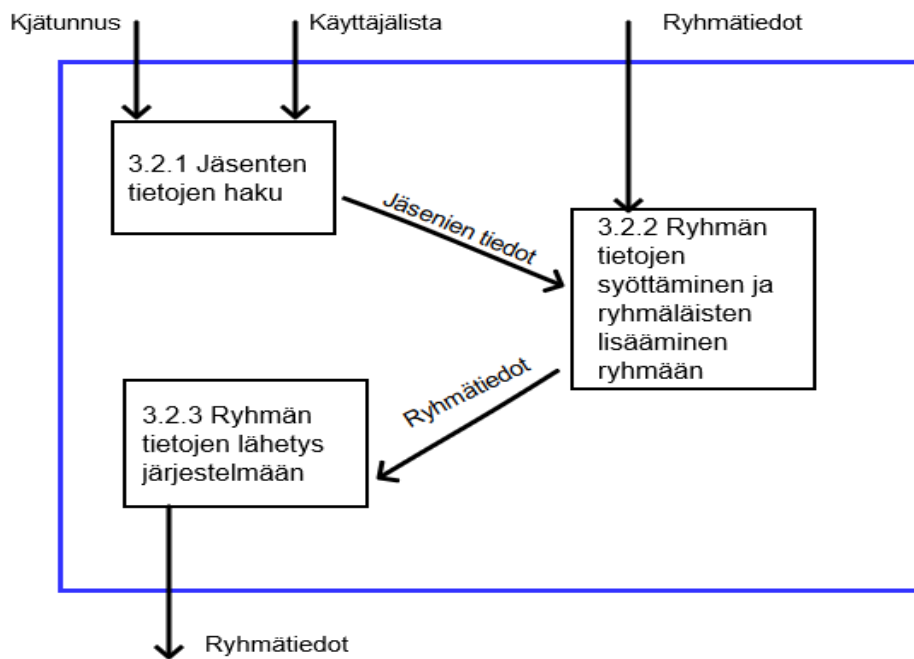 Kjätunnus
Käyttäjälista
Ryhmätiedot
3.2.1 Jäsenten
tietojen haku
Jäsenien tiedot
3.2.2 Ryhmän
tietojen
syöttäminen ja
ryhmäläisten
lisääminen
ryhmään
Ryhmätiedot
3.2.3 Ryhmän
tietojen lähetys
järjestelmään
Ryhmätiedot